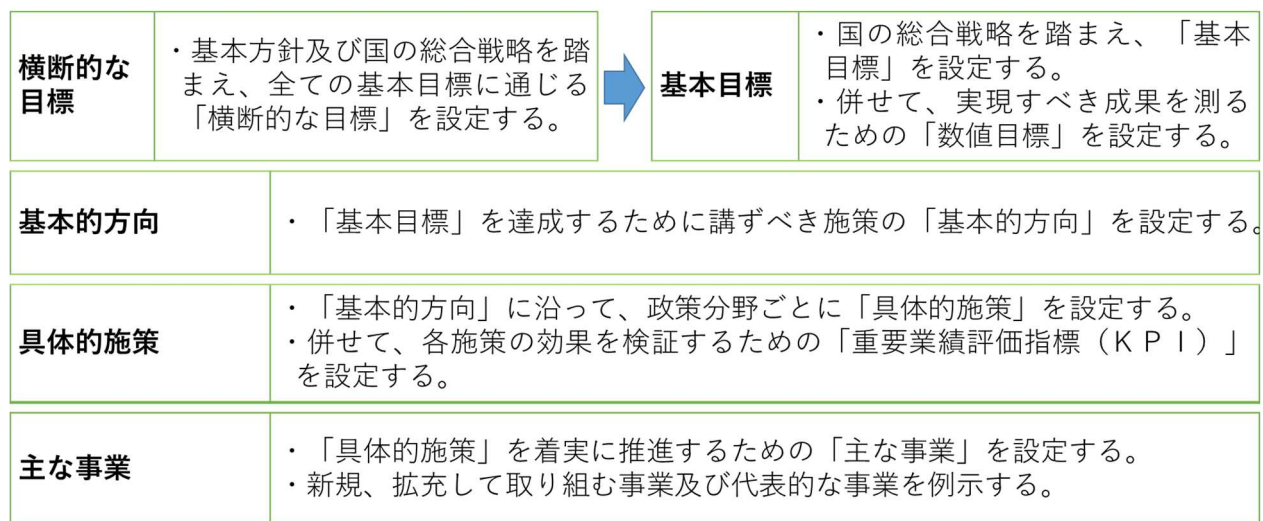 横断的な
目標
・基本方針及び国の総合戦略を踏
まえ、全ての基本目標に通じる
「横断的な目標」を設定する。
基本目標
・国の総合戦略を踏まえ、「基本
目標」を設定する。
・併せて、実現すべき成果を測る
ための「数値目標」を設定する。
基本的方向
・「基本目標」を達成するために講ずべき施策の「基本的方向」を設定する。
具体的施策
・「基本的方向」に沿って、政策分野ごとに「具体的施策」を設定する。
・併せて、各施策の効果を検証するための「重要業績評価指標（ＫＰＩ）」
を設定する。
主な事業
・「具体的施策」を着実に推進するための「主な事業」を設定する。
・新規、拡充して取り組む事業及び代表的な事業を例示する。